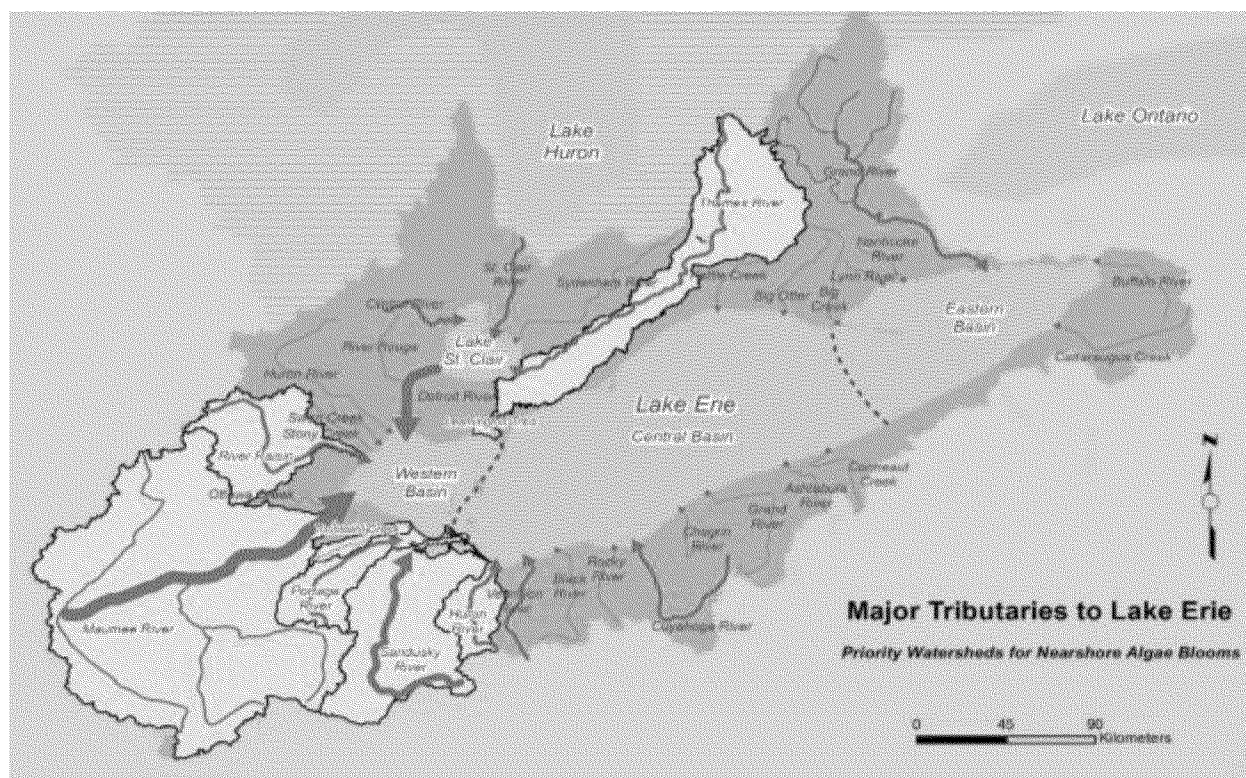 Lake
Huron
Lake Ontario
Grand River
Thames River
Nanticoke
River
St. Clair
River
Lynn River
Big Otter
Big
Creek
Buffalo River
Eastern
Basin
Clinton River
Lake
St. Clair
River Rouge
Cattaraugus Creek
Huron River
Detroit River
Lake Erie
Central Basin
Stony
River Raisin
Western
Basin
Conneaut
Creek
Ashtabula
River
Grand
River
Chagrin
River
Rocky
River
Black
River
Portage
River
Huron
River
Maumee River
Sandusky
River
Cuyahoga River
Major Tributaries to Lake Erie
Priority Watersheds for Nearshore Algae Blooms
0 45 90
Kilometers